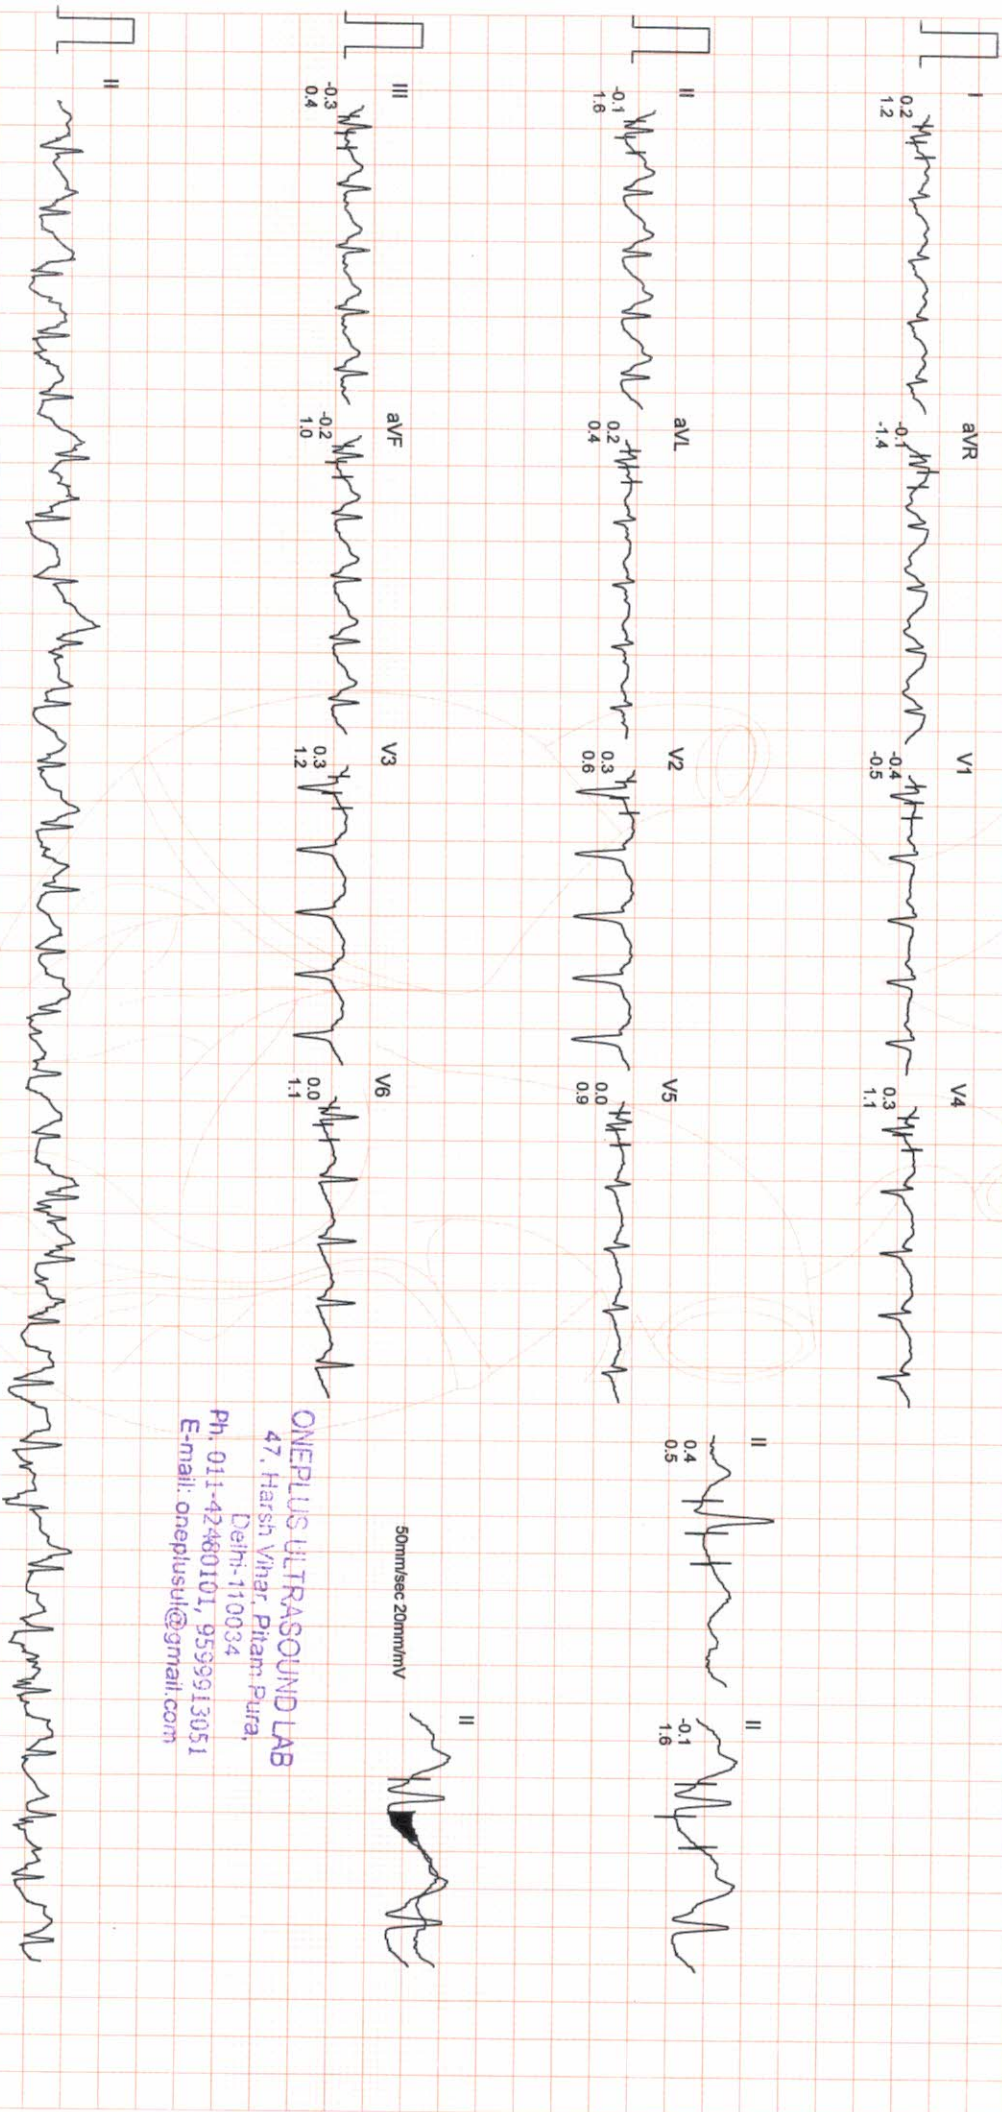 I
0.2
1.2
aVR
-0.1
-1.4
V1
-0.4
-0.5
V4
0.3
1.1
II
-0.1
1.6
aVL
0.2
0.4
V2
0.3
0.6
V5
0.0
0.9
II
0.4
0.5
II
-0.1
1.6
III
-0.3
0.4
aVF
-0.2
1.0
V3
0.3
1.2
V6
0.0
1.1
50mm/sec 20mm/mV
II
II
ONEPLUS ULTRASOUND LAB
47, Harsh Vihar, Pitam Pura,
Delhi-110034
Ph. 011-42480101, 9599913051
E-mail: oneplusul@gmail.com